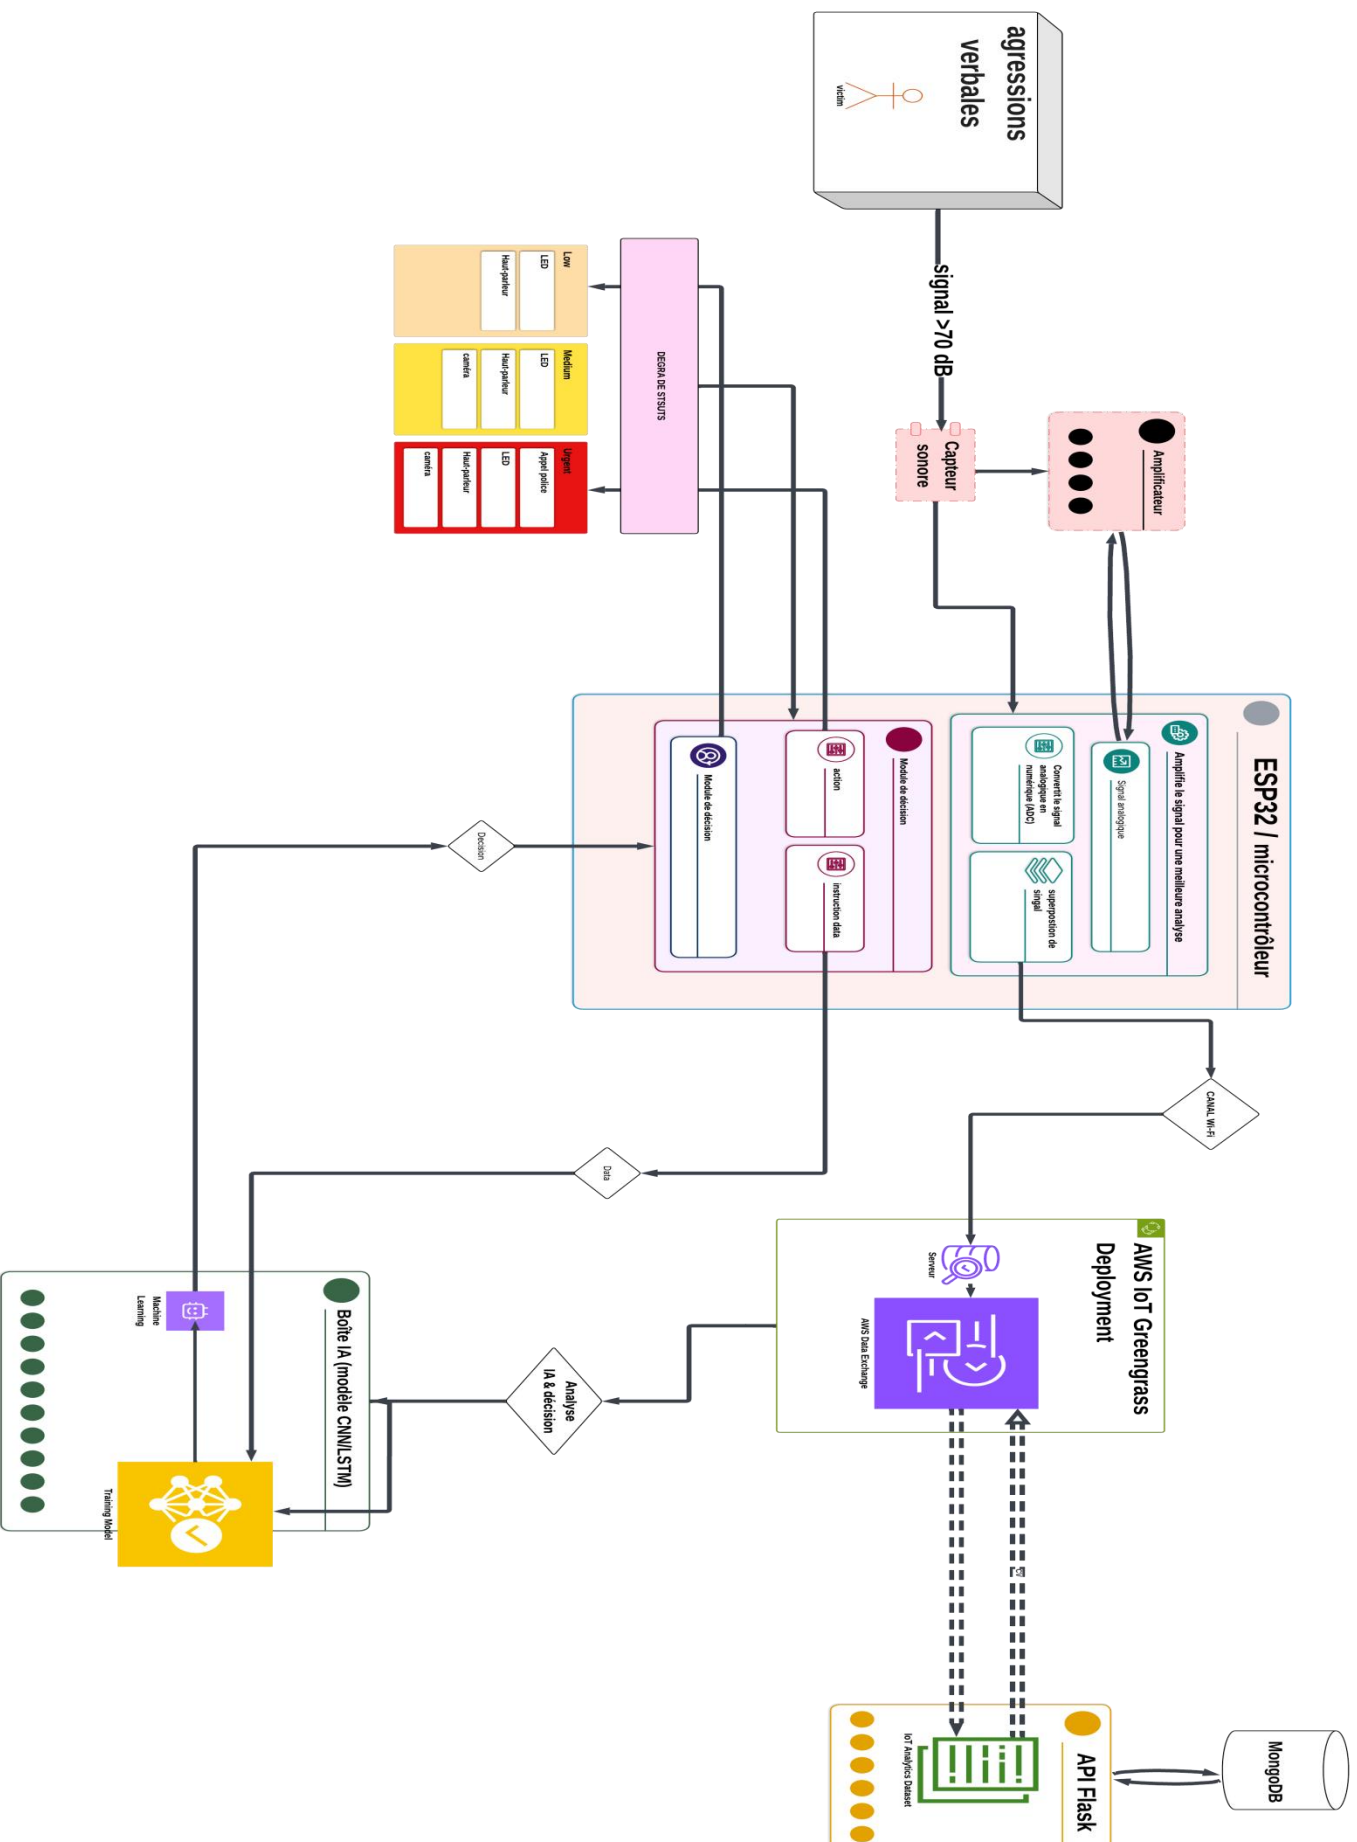 agressions
verbales
victim
signal >70 dB
Amplificateur
Capteur
sonore
DEGRA DE STSUTS
Low
LED
Haut-parleur
Medium
LED
Haut-parleur
caméra
Urgent
Appel police
LED
Haut-parleur
caméra
ESP32 / microcontrôleur
Amplifie le signal pour une meilleure analyse
Signal analogique
Convertit le signal
analogique en
numérique (ADC)
superpostion de
singal
Module de décision
action
instruction data
Module de décision
Decision
Data
CANAL Wi-Fi
AWS IoT Greengrass
Deployment
Serveur
AWS Data Exchange
Analyse
IA & décision
Boîte IA (modèle CNN/LSTM)
Machine
Learning
Training Model
API Flask
IoT Analytics Dataset
MongoDB